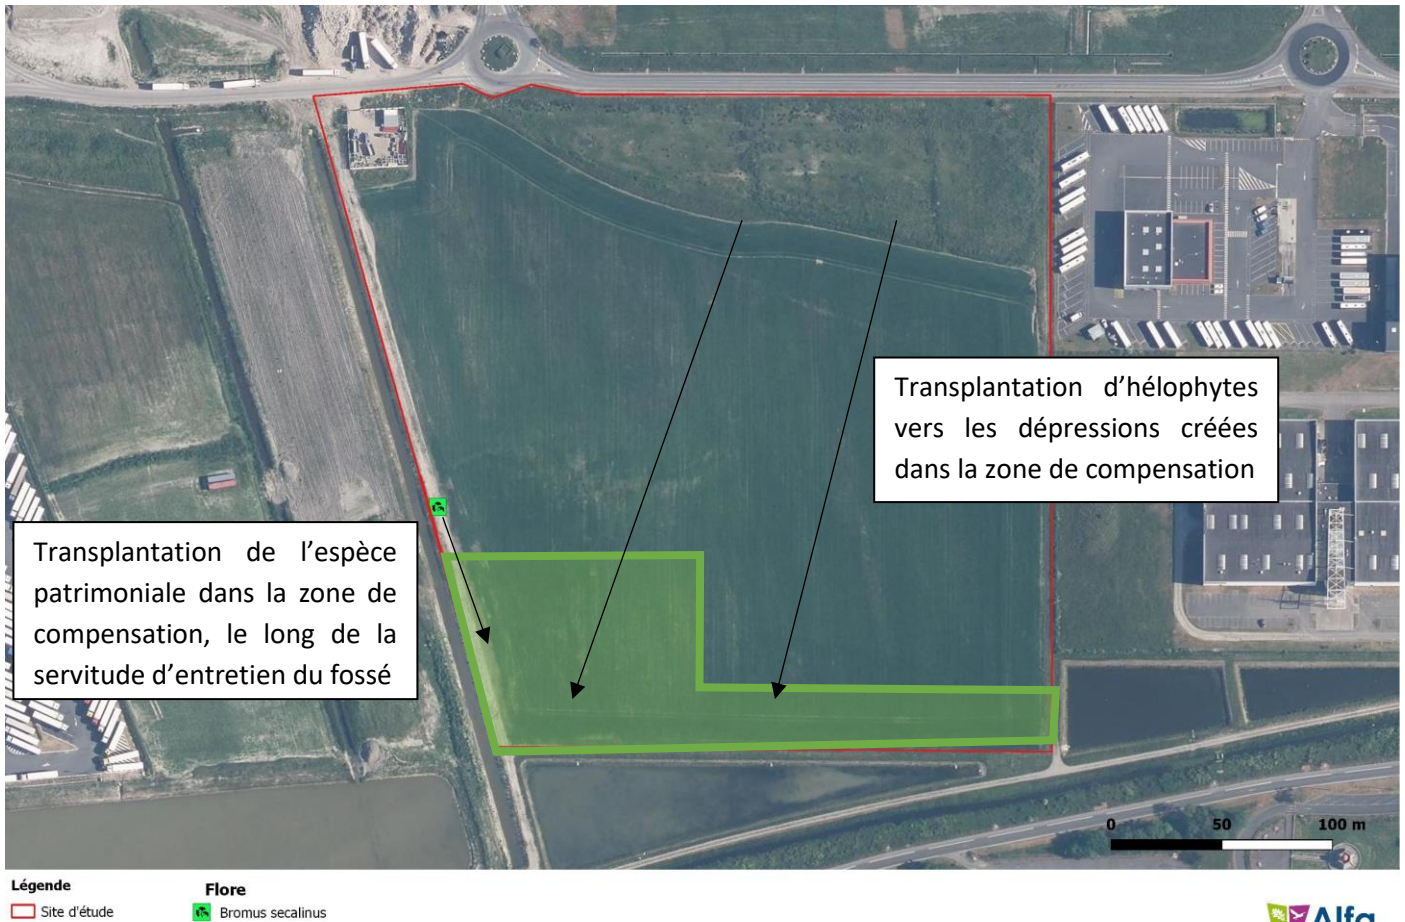 Transplantation d’hélophytes
vers les dépressions créées
dans la zone de compensation
Transplantation de l’espèce
patrimoniale dans la zone de
compensation, le long de la
servitude d’entretien du fossé
0 50 100 m
Légende
Site d'étude
Flore
Bromus secalinus
Alfa